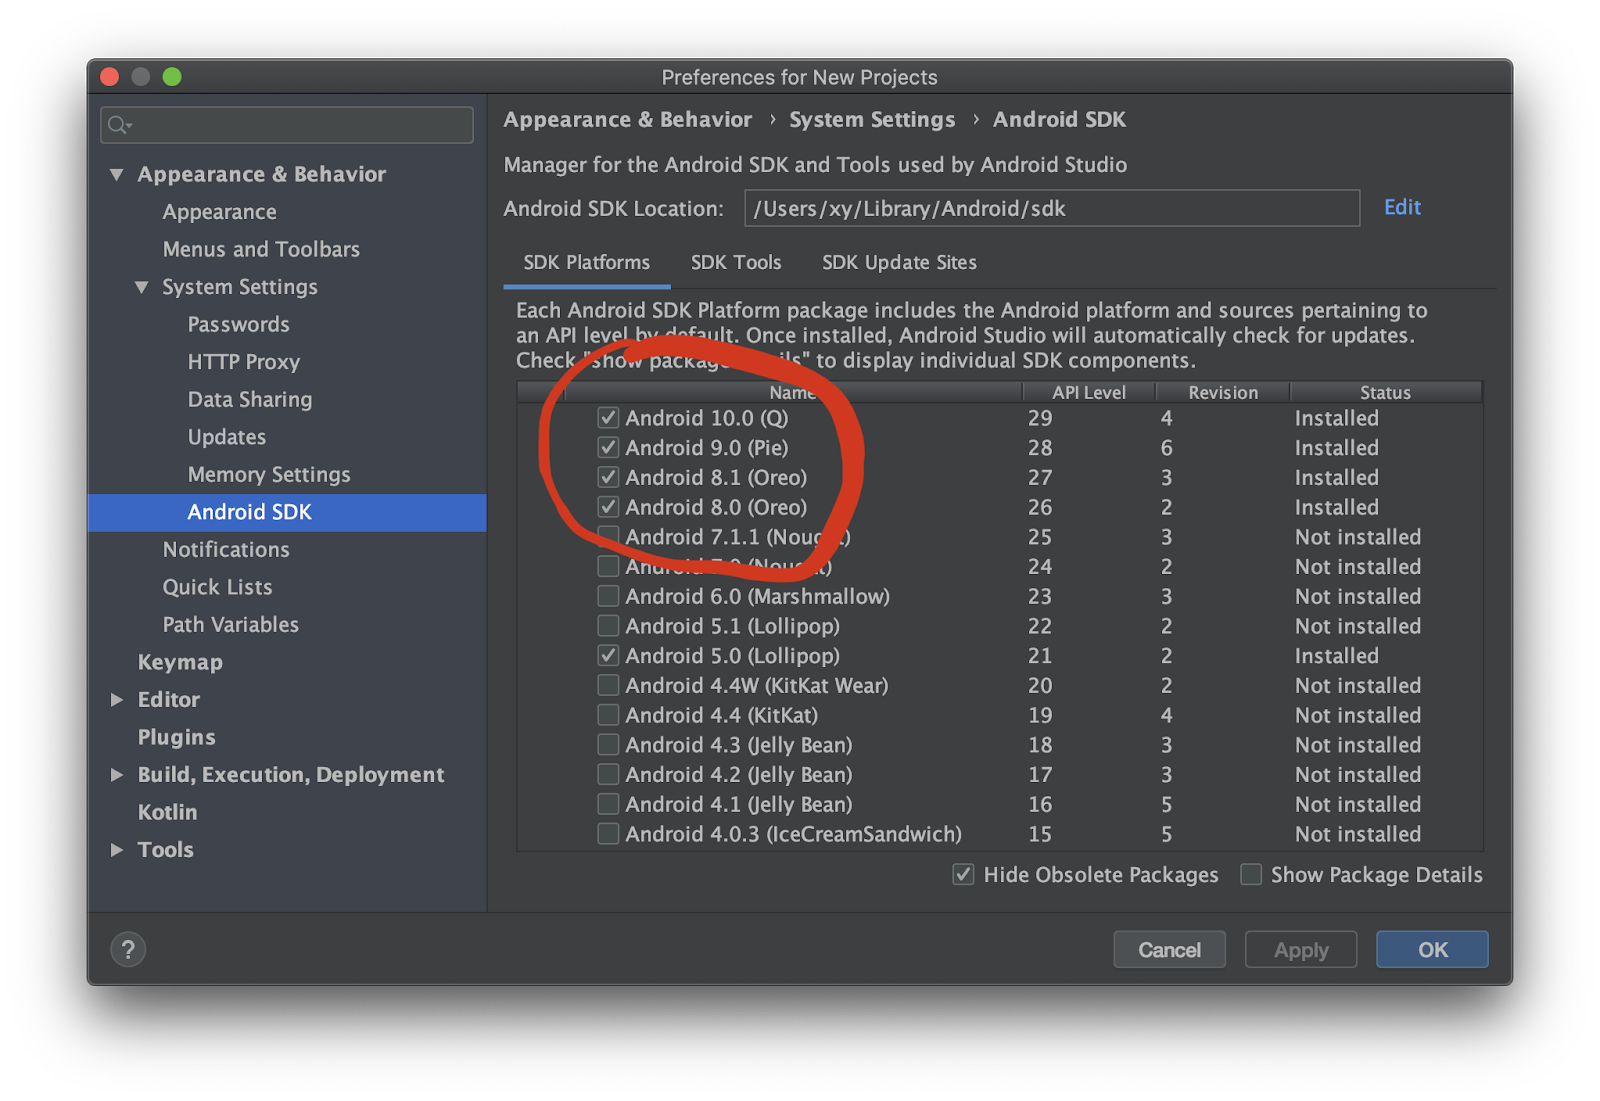 Preferences for New Projects
Appearance & Behavior
Appearance
Menus and Toolbars
System Settings
Passwords
HTTP Proxy
Data Sharing
Updates
Memory Settings
Android SDK
Notifications
Quick Lists
Path Variables
Keymap
Editor
Plugins
Build, Execution, Deployment
Kotlin
Tools
Appearance & Behavior › System Settings › Android SDK
Manager for the Android SDK and Tools used by Android Studio
Android SDK Location: /Users/xy/Library/Android/sdk Edit
SDK Platforms SDK Tools SDK Update Sites
Each Android SDK Platform package includes the Android platform and sources pertaining to
an API level by default. Once installed, Android Studio will automatically check for updates.
Check "show package details" to display individual SDK components.
Name API Level Revision Status
Android 10.0 (Q) 29 4 Installed
Android 9.0 (Pie) 28 6 Installed
Android 8.1 (Oreo) 27 3 Installed
Android 8.0 (Oreo) 26 2 Installed
Android 7.1.1 (Nougat) 25 3 Not installed
Android 7.0 (Nougat) 24 2 Not installed
Android 6.0 (Marshmallow) 23 3 Not installed
Android 5.1 (Lollipop) 22 2 Not installed
Android 5.0 (Lollipop) 21 2 Installed
Android 4.4W (KitKat Wear) 20 2 Not installed
Android 4.4 (KitKat) 19 4 Not installed
Android 4.3 (Jelly Bean) 18 3 Not installed
Android 4.2 (Jelly Bean) 17 3 Not installed
Android 4.1 (Jelly Bean) 16 5 Not installed
Android 4.0.3 (IceCreamSandwich) 15 5 Not installed
Hide Obsolete Packages Show Package Details
? Cancel Apply OK